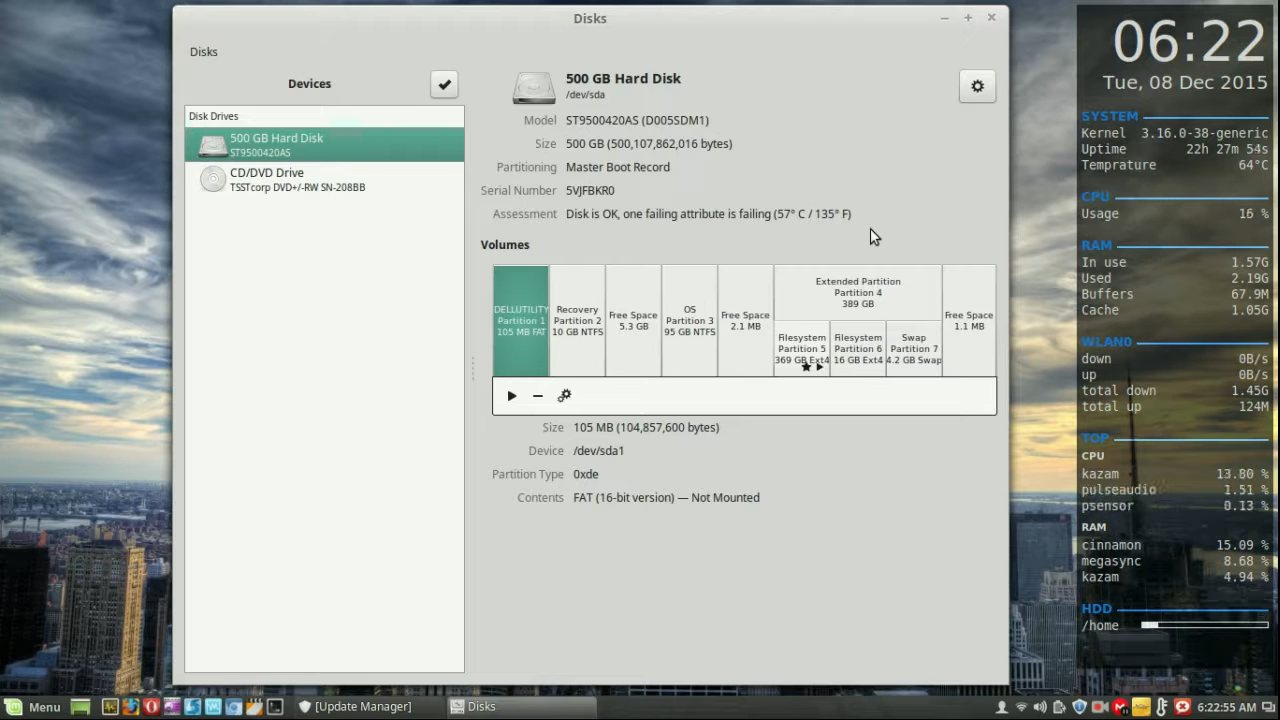 Disks
Disks
Devices
Disk Drives
500 GB Hard Disk
ST9500420AS
CD/DVD Drive
TSSTcorp DVD+/-RW SN-208BB
500 GB Hard Disk
/dev/sda
Model ST9500420AS (D005SDM1)
Size 500 GB (500,107,862,016 bytes)
Partitioning Master Boot Record
Serial Number 5VJFBKR0
Assessment Disk is OK, one failing attribute is failing (57° C / 135° F)
Volumes
DELLUTILITY
Partition 1
105 MB FAT
Recovery
Partition 2
10 GB NTFS
Free Space
5.3 GB
OS
Partition 3
95 GB NTFS
Free Space
2.1 MB
Extended Partition
Partition 4
389 GB
Filesystem
Partition 5
369 GB Ext4
Filesystem
Partition 6
16 GB Ext4
Swap
Partition 7
4.2 GB Swap
Free Space
1.1 MB
Size 105 MB (104,857,600 bytes)
Device /dev/sda1
Partition Type 0xde
Contents FAT (16-bit version) — Not Mounted
06:22
Tue, 08 Dec 2015
SYSTEM
Kernel 3.16.0-38-generic
Uptime 22h 27m 54s
Temprature 64°C
CPU
Usage 16 %
RAM
In use 1.57G
Used 2.19G
Buffers 67.9M
Cache 1.05G
WLAN0
down 0B/s
up 0B/s
total down 1.45G
total up 124M
TOP
CPU
kazam 13.80 %
pulseaudio 1.51 %
psensor 0.13 %
RAM
cinnamon 15.09 %
megasync 8.68 %
kazam 4.94 %
HDD
/home
Menu
[Update Manager]
Disks
6:22:55 AM